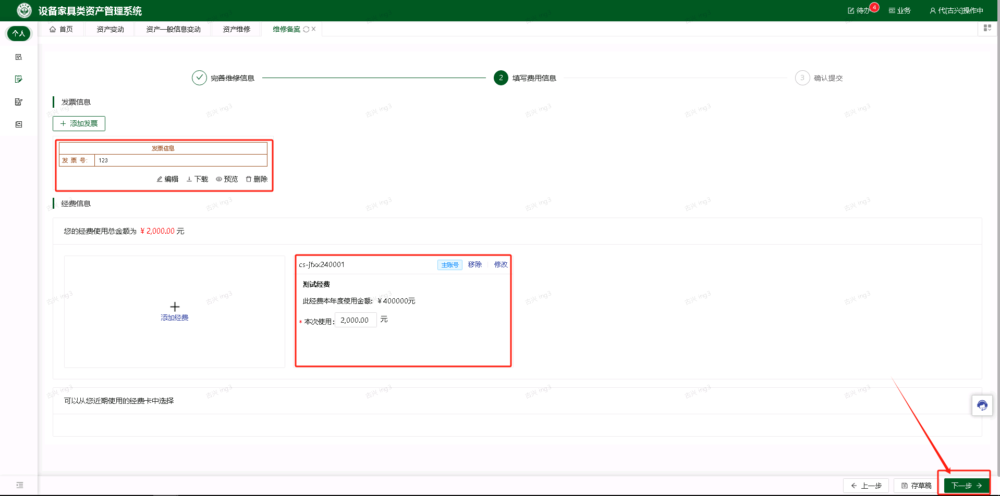 设备家具类资产管理系统
待办 4 业务 代[古兴]操作中
个人 首页 资产变动 资产一般信息变动 资产维修 维修备案
完善维修信息 2 填写费用信息 3 确认提交
发票信息
添加发票
发票信息
发 票 号: 123
编辑 下载 预览 删除
经费信息
您的经费使用总金额为 ¥ 2,000.00 元
cs-jfxx240001 主账号 移除 修改
测试经费
此经费本年度使用金额: ¥400000元
* 本次使用: 2,000.00 元
添加经费
可以从您近期使用的经费卡中选择
上一步 存草稿 下一步
古兴 ing3